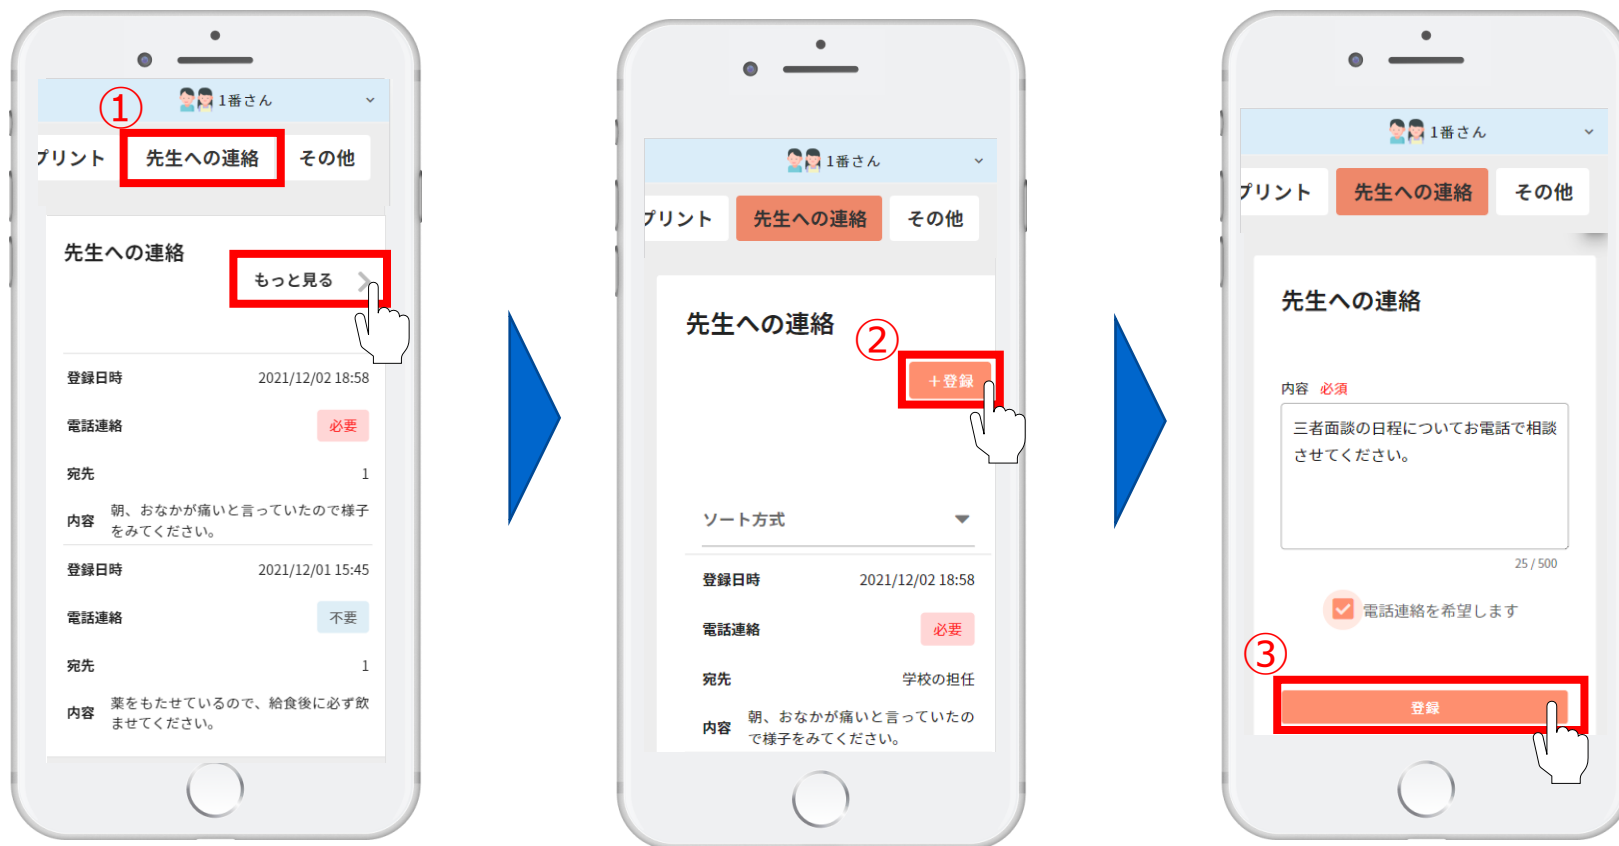 ①
1番さん
プリント 先生への連絡 その他
先生への連絡
もっと見る
登録日時 2021/12/02 18:58
電話連絡 必要
宛先 1
内容 朝、おなかが痛いと言っていたので様子
をみてください。
登録日時 2021/12/01 15:45
電話連絡 不要
宛先 1
内容 薬をもたせているので、給食後に必ず飲
ませてください。
1番さん
プリント 先生への連絡 その他
先生への連絡
②
+登録
ソート方式
登録日時 2021/12/02 18:58
電話連絡 必要
宛先 学校の担任
内容 朝、おなかが痛いと言っていたの
で様子をみてください。
1番さん
プリント 先生への連絡 その他
先生への連絡
内容 必須
三者面談の日程についてお電話で相談
させてください。
25 / 500
電話連絡を希望します
③
登録